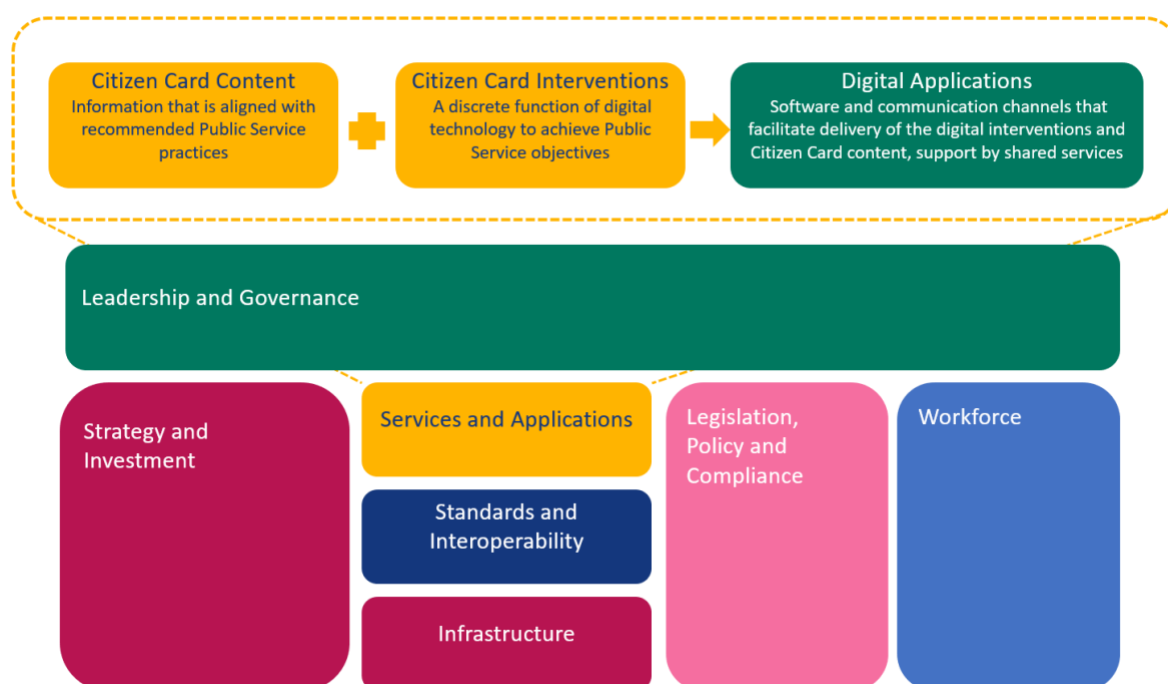 Citizen Card Content
Information that is aligned with
recommended Public Service
practices
Citizen Card Interventions
A discrete function of digital
technology to achieve Public
Service objectives
Digital Applications
Software and communication channels that
facilitate delivery of the digital interventions and
Citizen Card content, support by shared services
Leadership and Governance
Strategy and
Investment
Services and Applications
Standards and
Interoperability
Infrastructure
Legislation,
Policy and
Compliance
Workforce